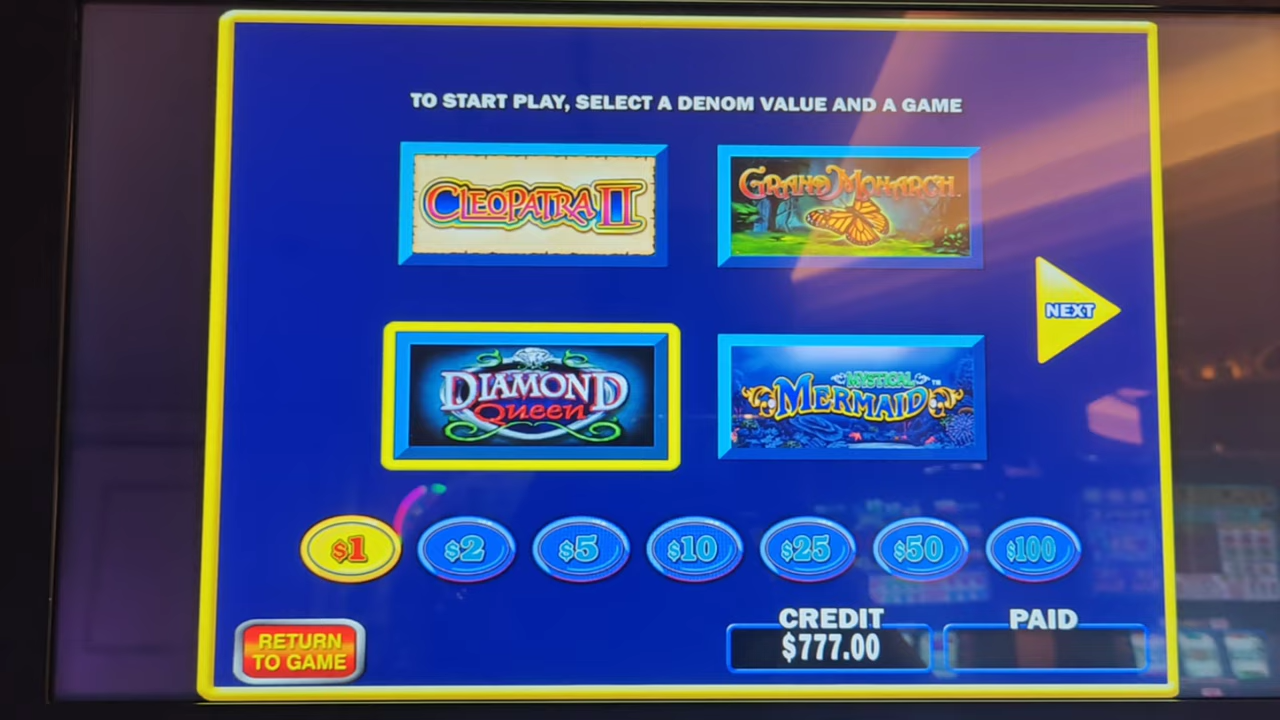 TO START PLAY, SELECT A DENOM VALUE AND A GAME
CLEOPATRA II
GRAND MONARCH
NEXT
DIAMOND
Queen
MYSTICAL
MERMAID™
$1 $2 $5 $10 $25 $50 $100
RETURN
TO GAME
CREDIT
$777.00
PAID